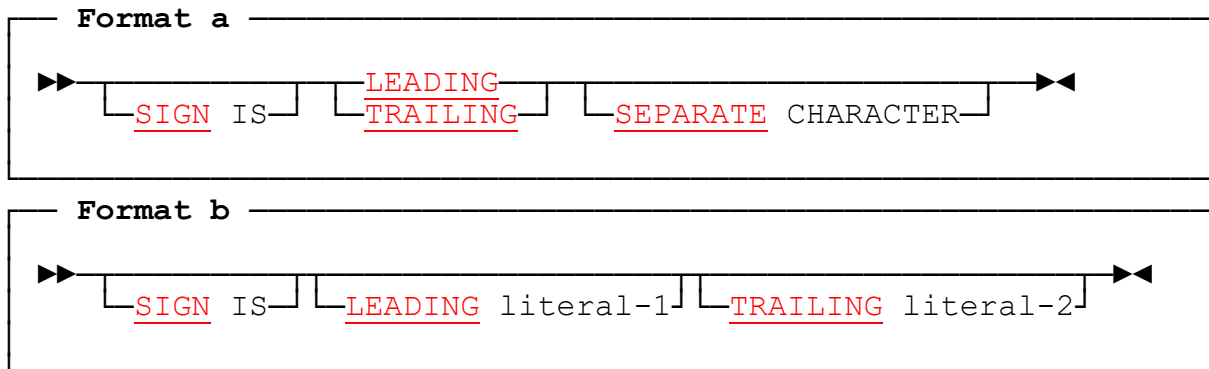 Format a
LEADING
SIGN IS TRAILING SEPARATE CHARACTER
Format b
SIGN IS LEADING literal-1 TRAILING literal-2